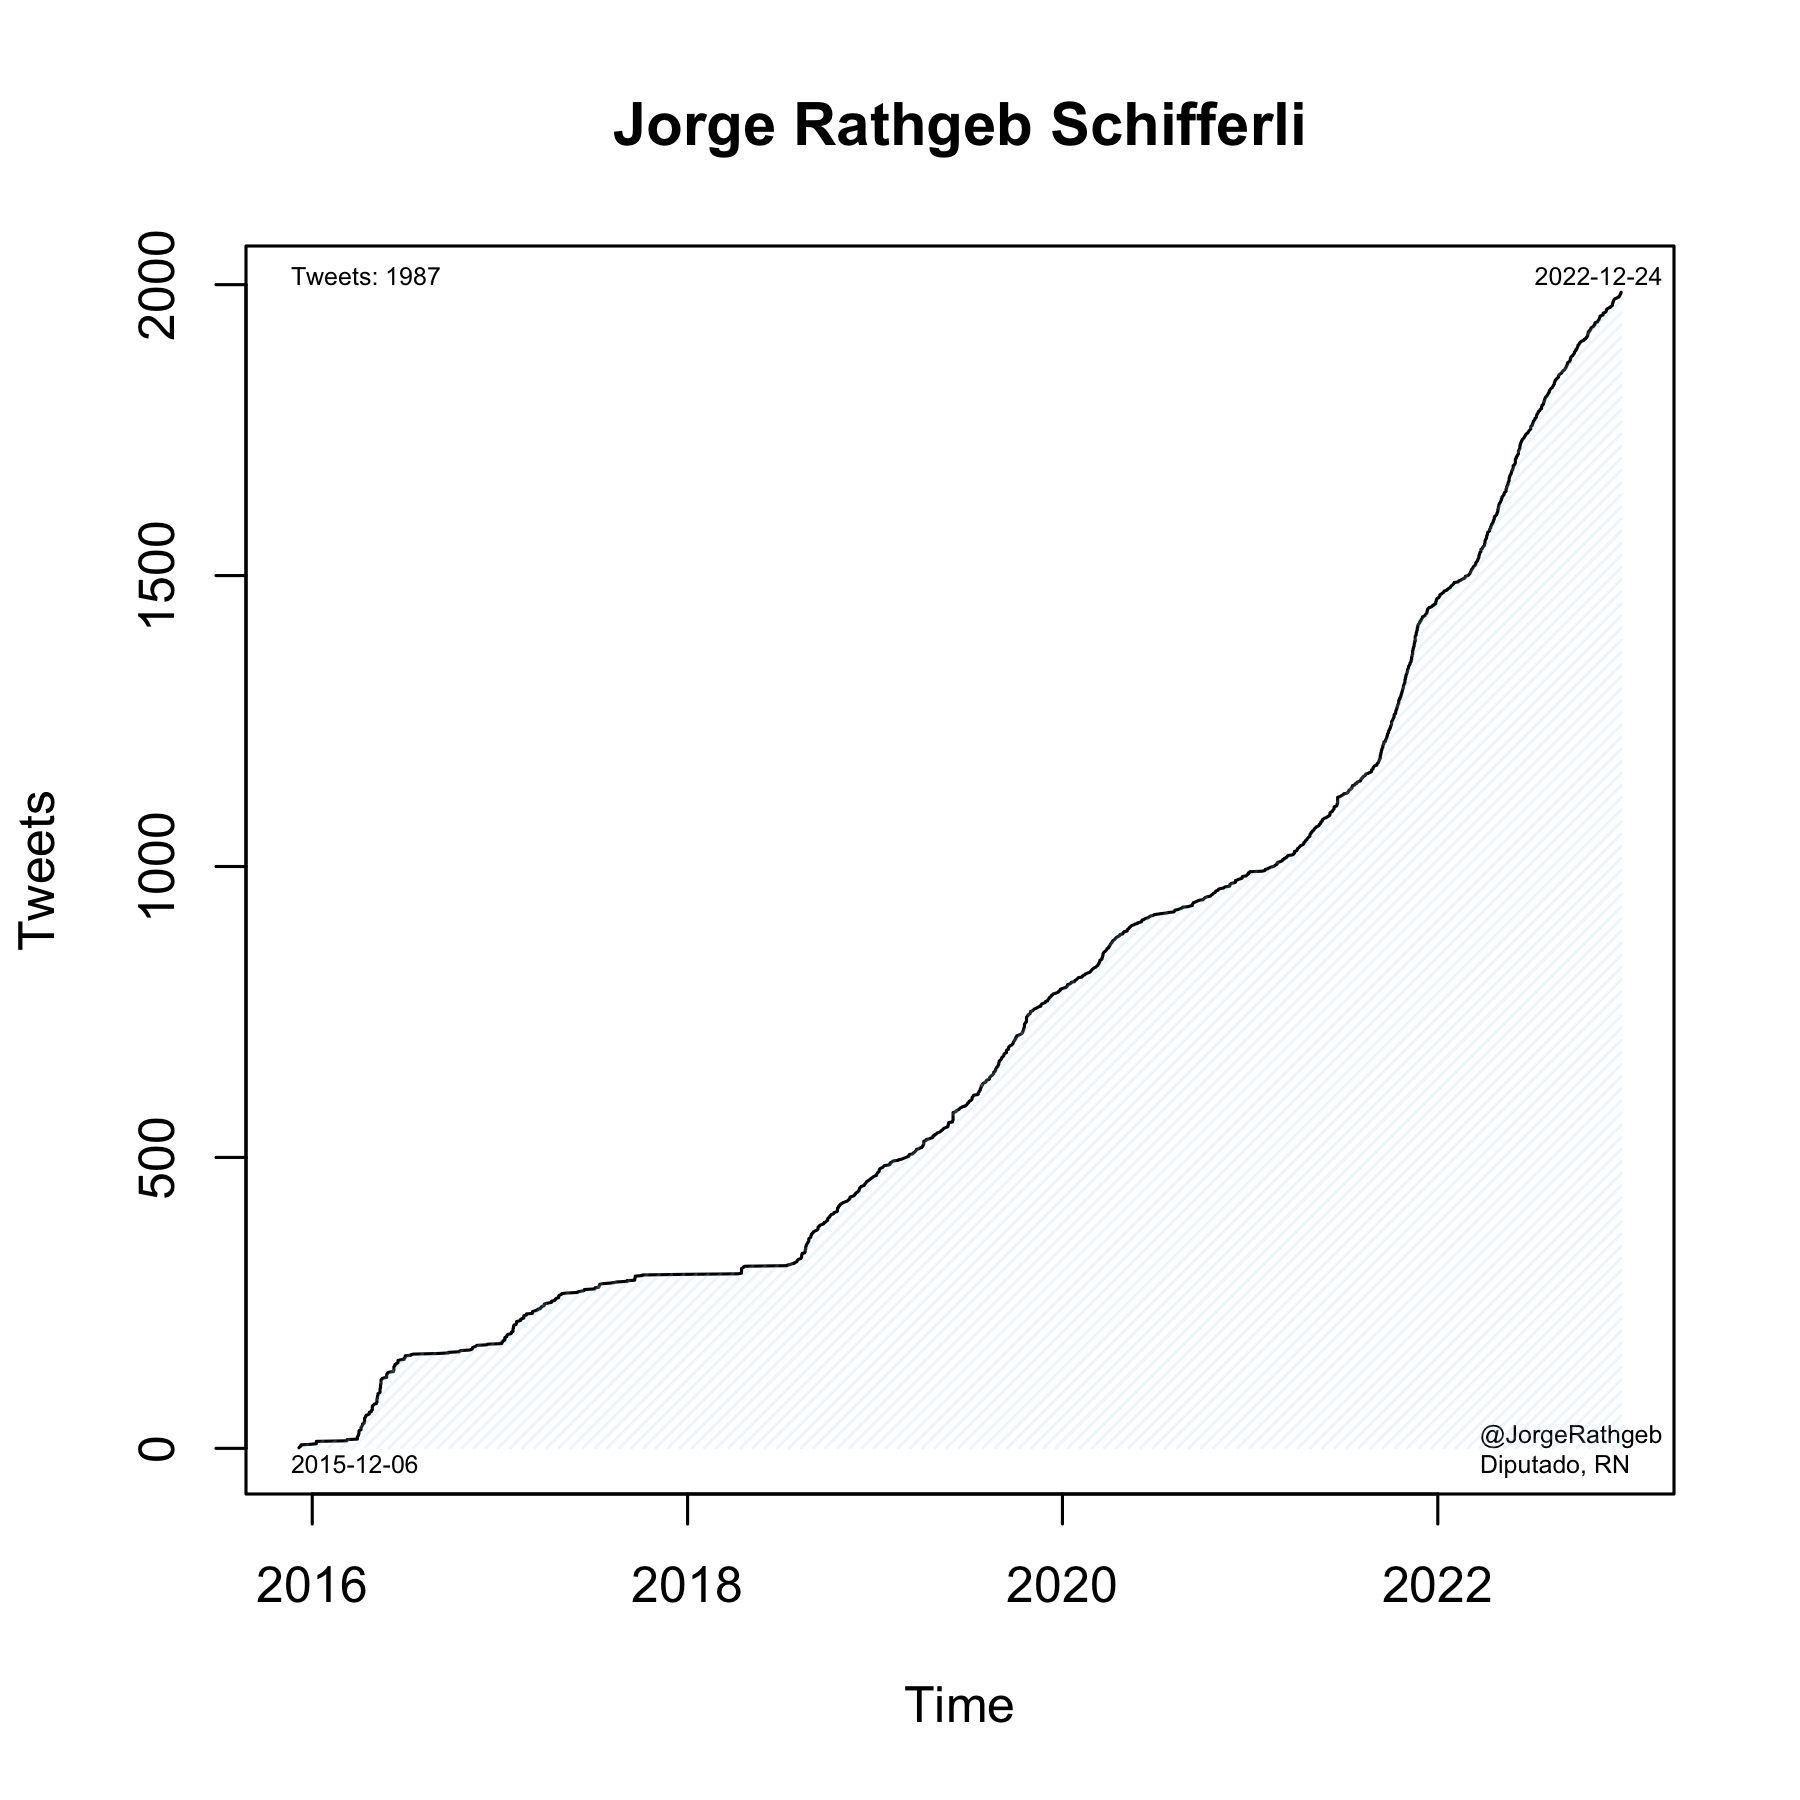 Jorge Rathgeb Schifferli
Tweets: 1987
2022-12-24
2000
1500
1000
500
0
Tweets
@JorgeRathgeb
Diputado, RN
2015-12-06
2016
2018
2020
2022
Time